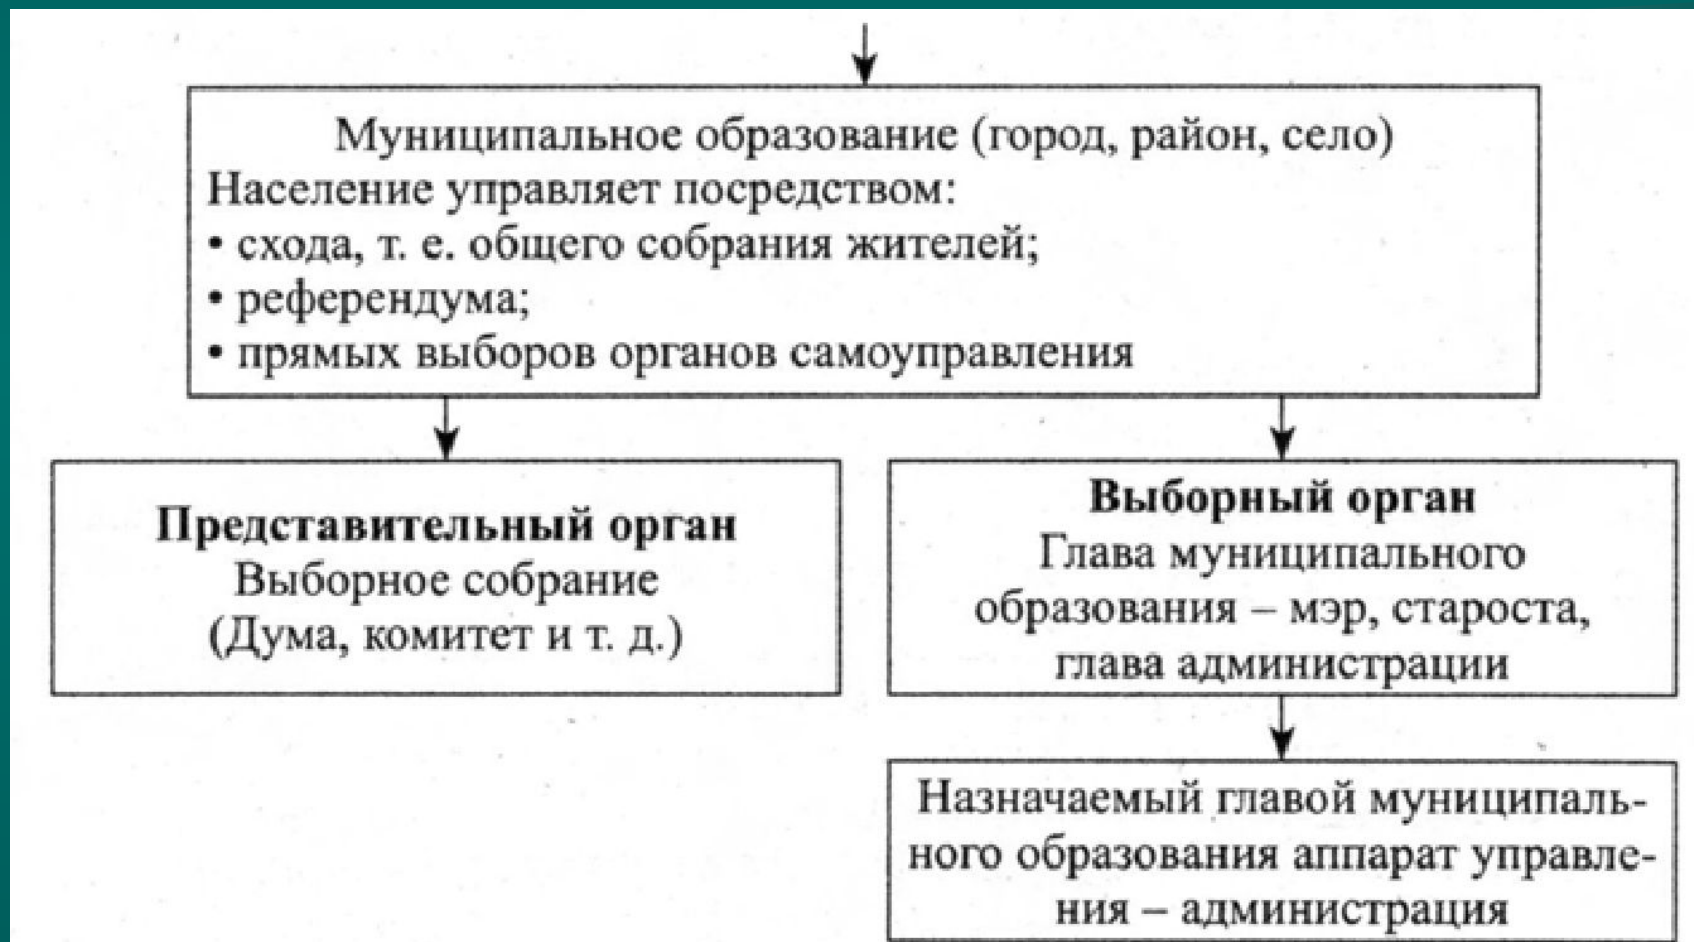 Муниципальное образование (город, район, село)
Население управляет посредством:
• схода, т. е. общего собрания жителей;
• референдума;
• прямых выборов органов самоуправления
Представительный орган
Выборное собрание
(Дума, комитет и т. д.)
Выборный орган
Глава муниципального
образования – мэр, староста,
глава администрации
Назначаемый главой муниципаль-
ного образования аппарат управле-
ния – администрация